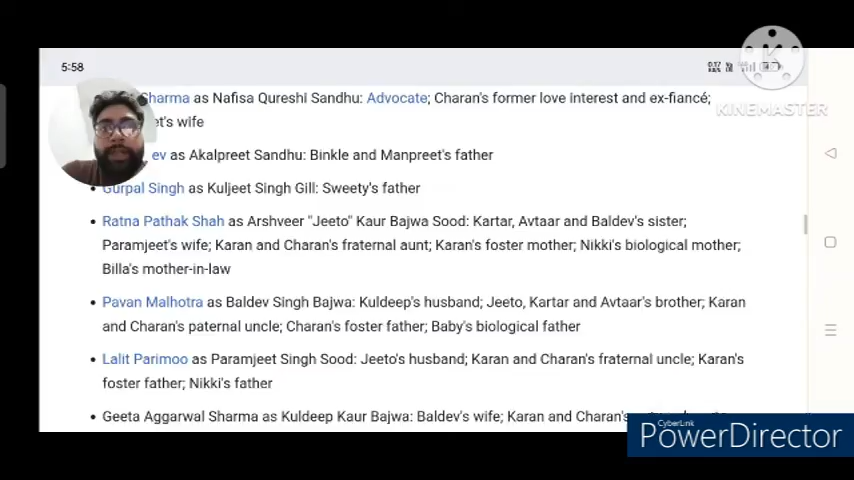 5:58
KINEMASTER
Sharma as Nafisa Qureshi Sandhu: Advocate; Charan's former love interest and ex-fiancé;
et's wife
ev as Akalpreet Sandhu: Binkle and Manpreet's father
Gurpal Singh as Kuljeet Singh Gill: Sweety's father
Ratna Pathak Shah as Arshveer "Jeeto" Kaur Bajwa Sood: Kartar, Avtaar and Baldev's sister;
Paramjeet's wife; Karan and Charan's fraternal aunt; Karan's foster mother; Nikki's biological mother;
Billa's mother-in-law
Pavan Malhotra as Baldev Singh Bajwa: Kuldeep's husband; Jeeto, Kartar and Avtaar's brother; Karan
and Charan's paternal uncle; Charan's foster father; Baby's biological father
Lalit Parimoo as Paramjeet Singh Sood: Jeeto's husband; Karan and Charan's fraternal uncle; Karan's
foster father; Nikki's father
Geeta Aggarwal Sharma as Kuldeep Kaur Bajwa: Baldev's wife; Karan and Charan's
CyberLink
PowerDirector